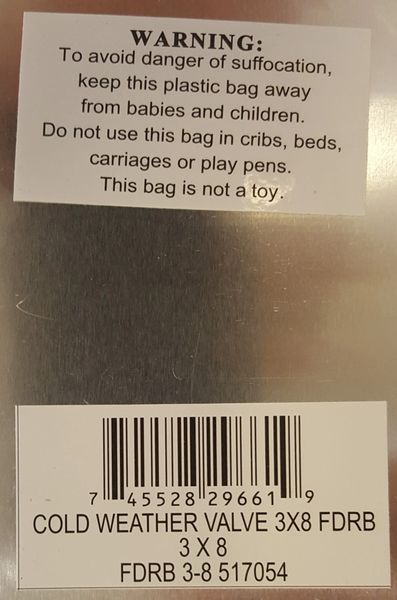 WARNING:
To avoid danger of suffocation,
keep this plastic bag away
from babies and children.
Do not use this bag in cribs, beds,
carriages or play pens.
This bag is not a toy.
7 45528 29661 9
COLD WEATHER VALVE 3X8 FDRB
3 X 8
FDRB 3-8 517054